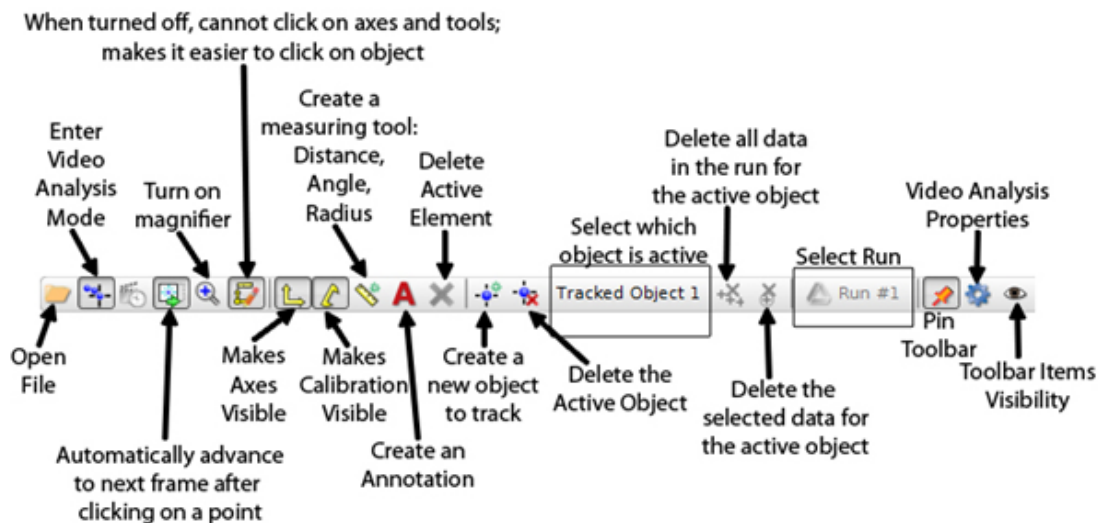 When turned off, cannot click on axes and tools;
makes it easier to click on object
Enter
Video
Analysis
Mode
Turn on
magnifier
Create a
measuring tool:
Distance,
Angle,
Radius
Delete
Active
Element
Select which
object is active
Delete all data
in the run for
the active object
Select Run
Video Analysis
Properties
A
Tracked Object 1
Run #1
Open
File
Automatically advance
to next frame after
clicking on a point
Makes
Axes
Visible
Makes
Calibration
Visible
Create an
Annotation
Create a
new object
to track
Delete the
Active Object
Delete the
selected data for
the active object
Pin
Toolbar
Toolbar Items
Visibility